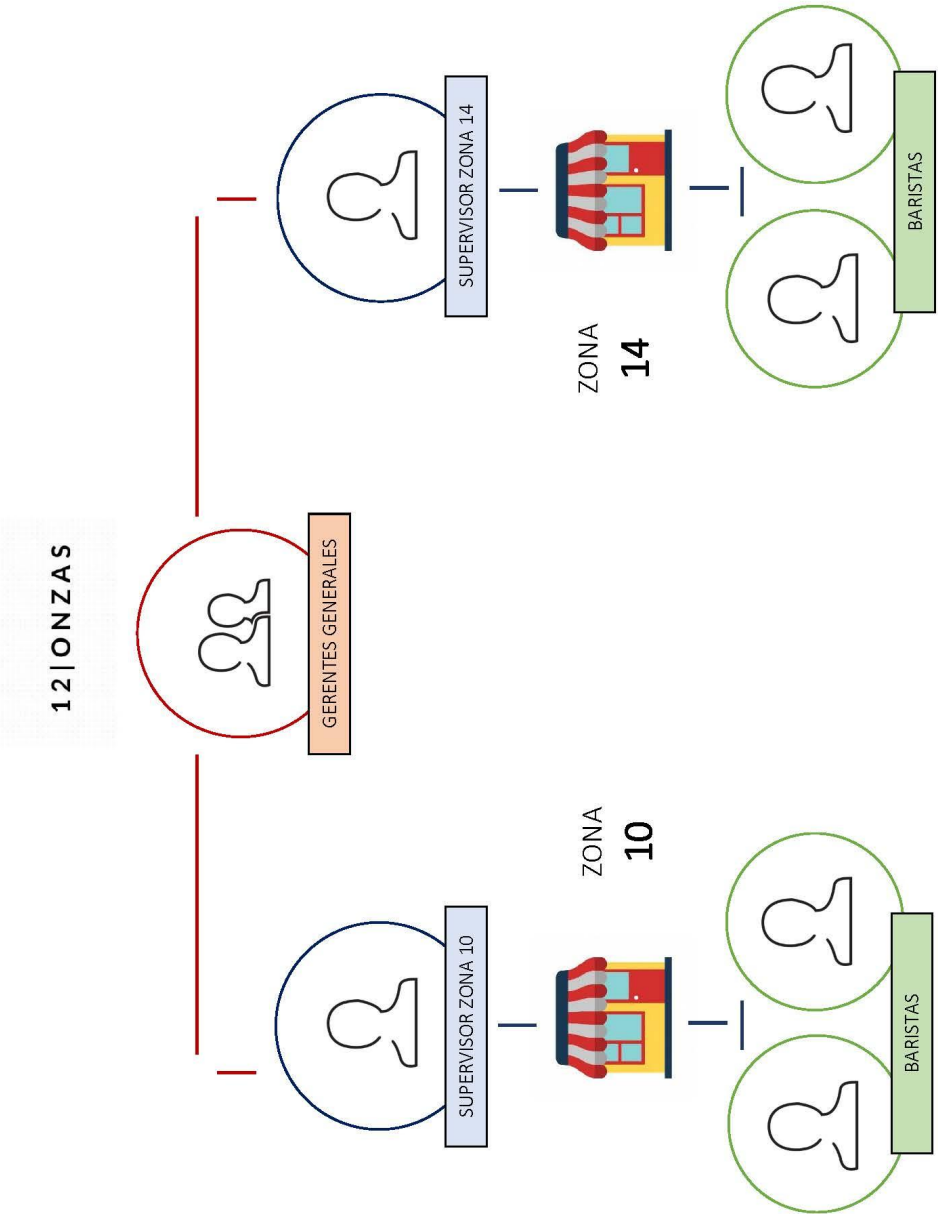 12|ONZAS
GERENTES GENERALES
SUPERVISOR ZONA 10
SUPERVISOR ZONA 14
ZONA
10
ZONA
14
BARISTAS
BARISTAS